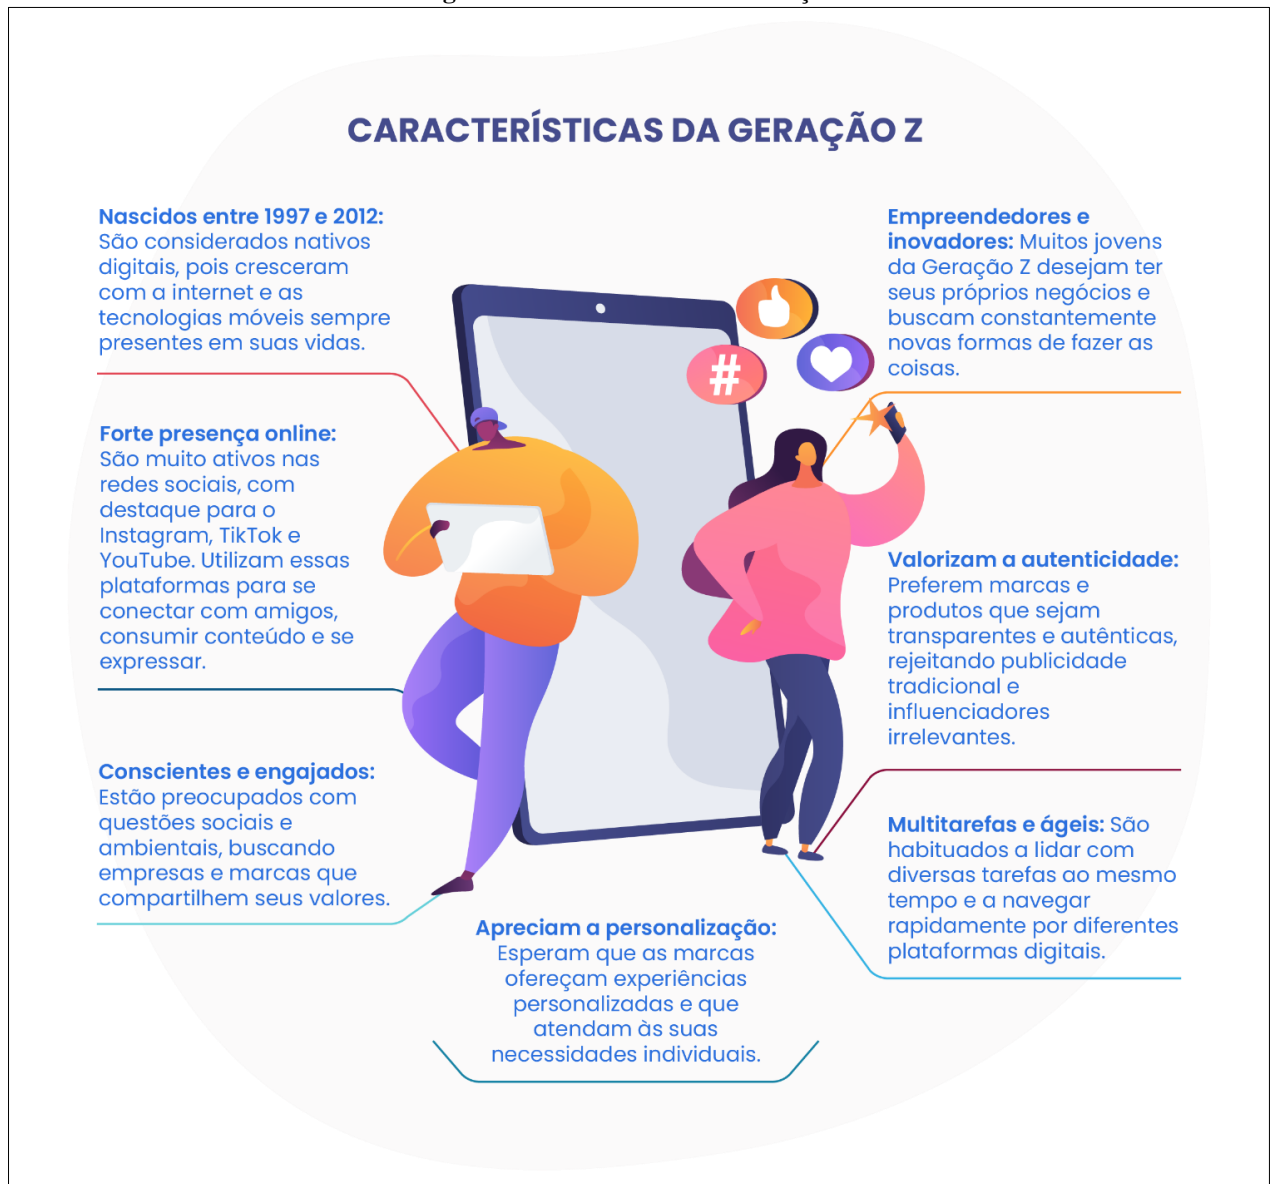 CARACTERÍSTICAS DA GERAÇÃO Z
Nascidos entre 1997 e 2012:
São considerados nativos
digitais, pois cresceram
com a internet e as
tecnologias móveis sempre
presentes em suas vidas.
Forte presença online:
São muito ativos nas
redes sociais, com
destaque para o
Instagram, TikTok e
YouTube. Utilizam essas
plataformas para se
conectar com amigos,
consumir conteúdo e se
expressar.
Conscientes e engajados:
Estão preocupados com
questões sociais e
ambientais, buscando
empresas e marcas que
compartilhem seus valores.
Apreciam a personalização:
Esperam que as marcas
ofereçam experiências
personalizadas e que
atendam às suas
necessidades individuais.
Empreendedores e
inovadores: Muitos jovens
da Geração Z desejam ter
seus próprios negócios e
buscam constantemente
novas formas de fazer as
coisas.
Valorizam a autenticidade:
Preferem marcas e
produtos que sejam
transparentes e autênticas,
rejeitando publicidade
tradicional e
influenciadores
irrelevantes.
Multitarefas e ágeis: São
habituados a lidar com
diversas tarefas ao mesmo
tempo e a navegar
rapidamente por diferentes
plataformas digitais.
#